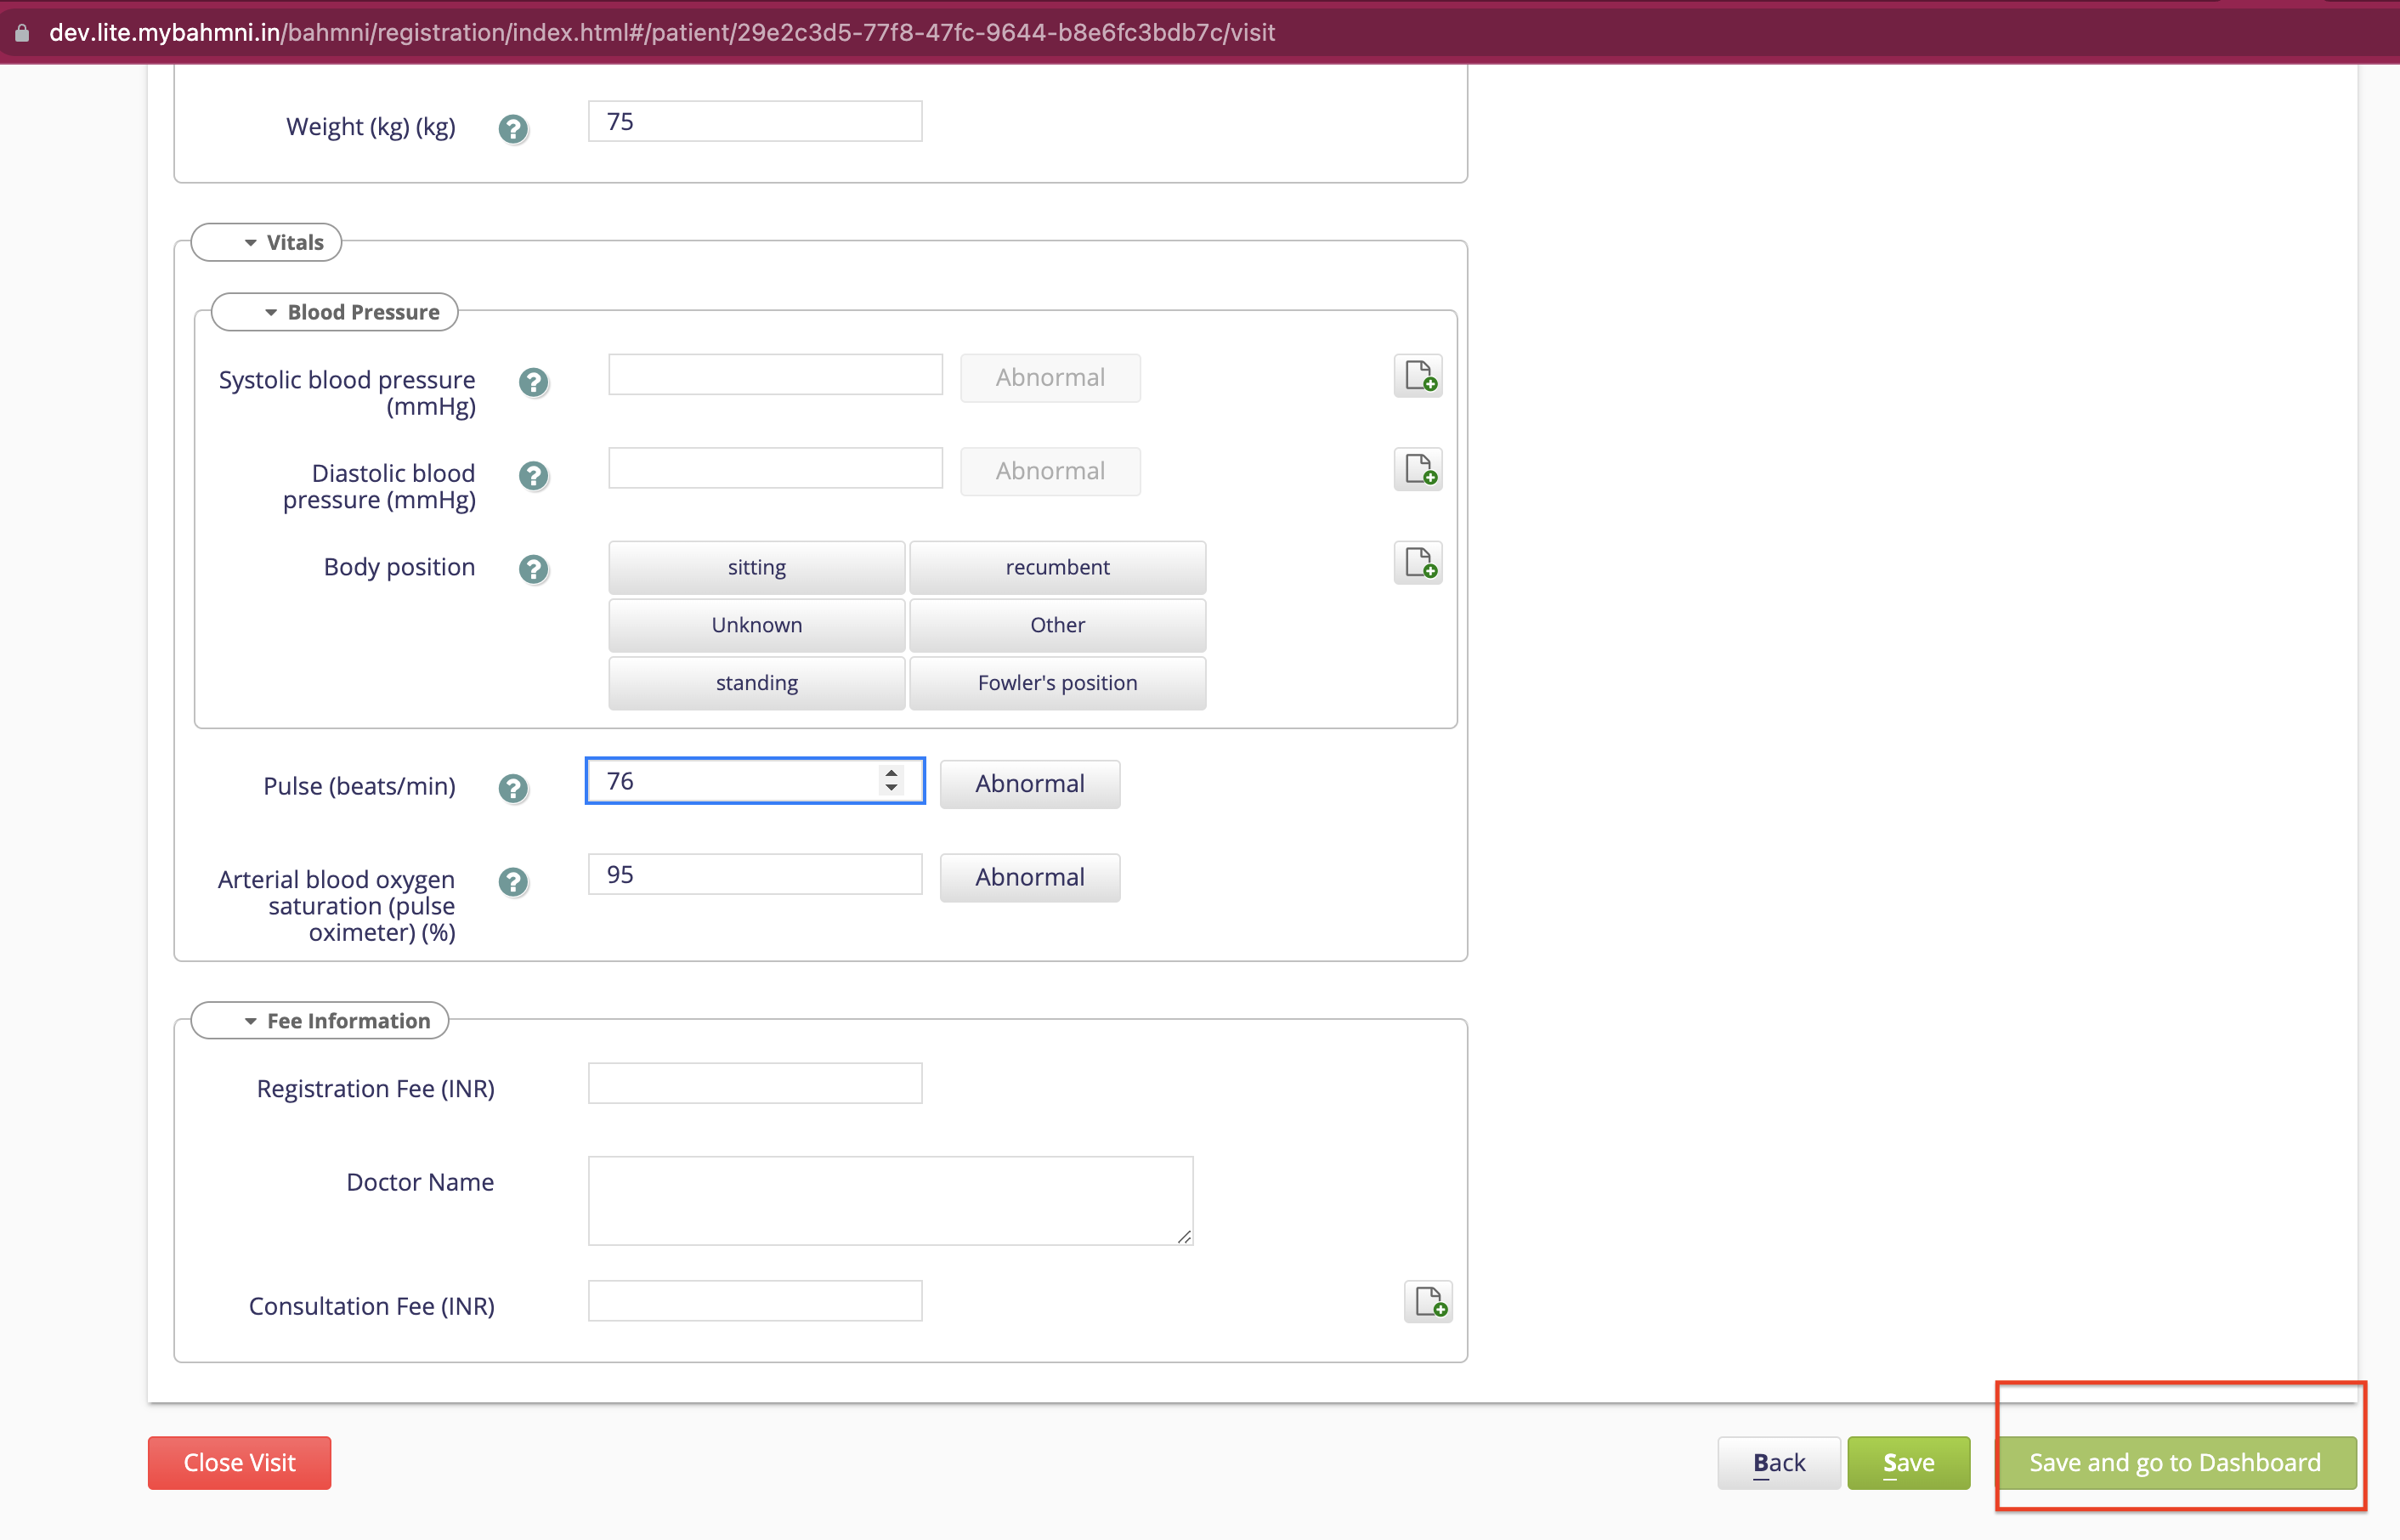 dev.lite.mybahmni.in/bahmni/registration/index.html#/patient/29e2c3d5-77f8-47fc-9644-b8e6fc3bdb7c/visit
Weight (kg) (kg) ? 75
Vitals
Blood Pressure
Systolic blood pressure ? Abnormal
(mmHg)
Diastolic blood ? Abnormal
pressure (mmHg)
Body position ? sitting recumbent
Unknown Other
standing Fowler's position
Pulse (beats/min) ? 76 Abnormal
Arterial blood oxygen ? 95 Abnormal
saturation (pulse
oximeter) (%)
Fee Information
Registration Fee (INR)
Doctor Name
Consultation Fee (INR)
Close Visit Back Save Save and go to Dashboard